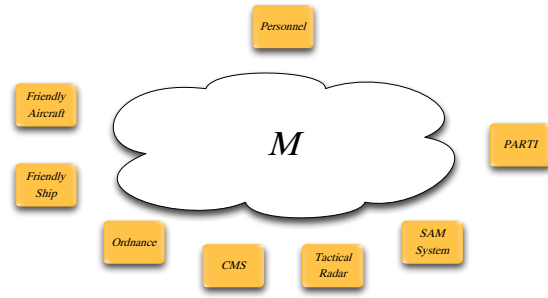 Personnel
Friendly
Aircraft
M
PARTI
Friendly
Ship
Ordnance
CMS
Tactical
Radar
SAM
System